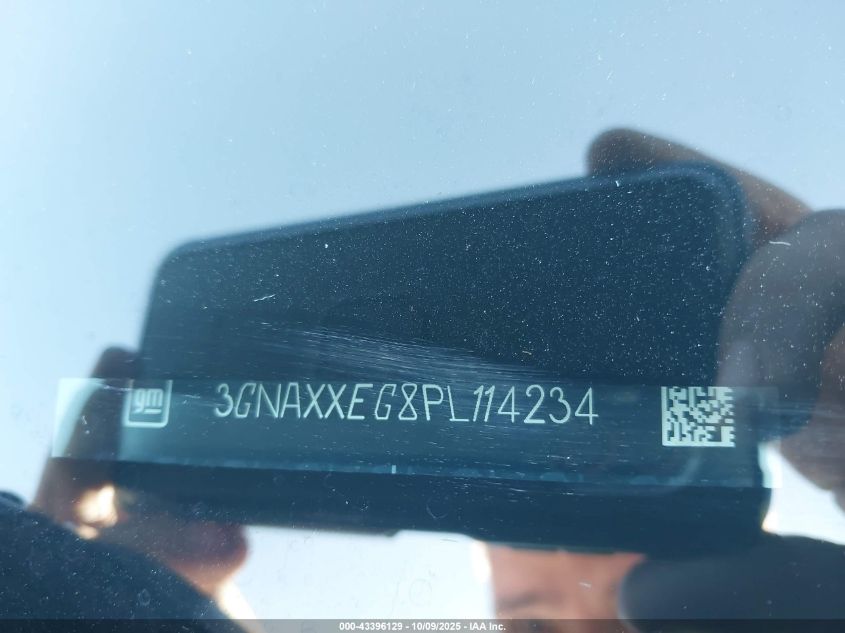 gm 3GNAXXEG8PL114234
000-43396129 - 10/09/2025 - IAA Inc.